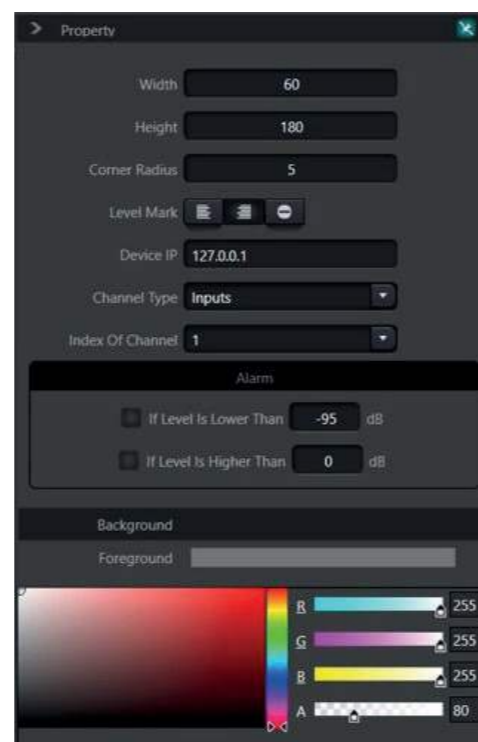 Property
Width 60
Height 180
Corner Radius 5
Level Mark
Device IP 127.0.0.1
Channel Type Inputs
Index Of Channel 1
Alarm
If Level Is Lower Than -95 dB
If Level Is Higher Than 0 dB
Background
Foreground
R 255
G 255
B 255
A 80